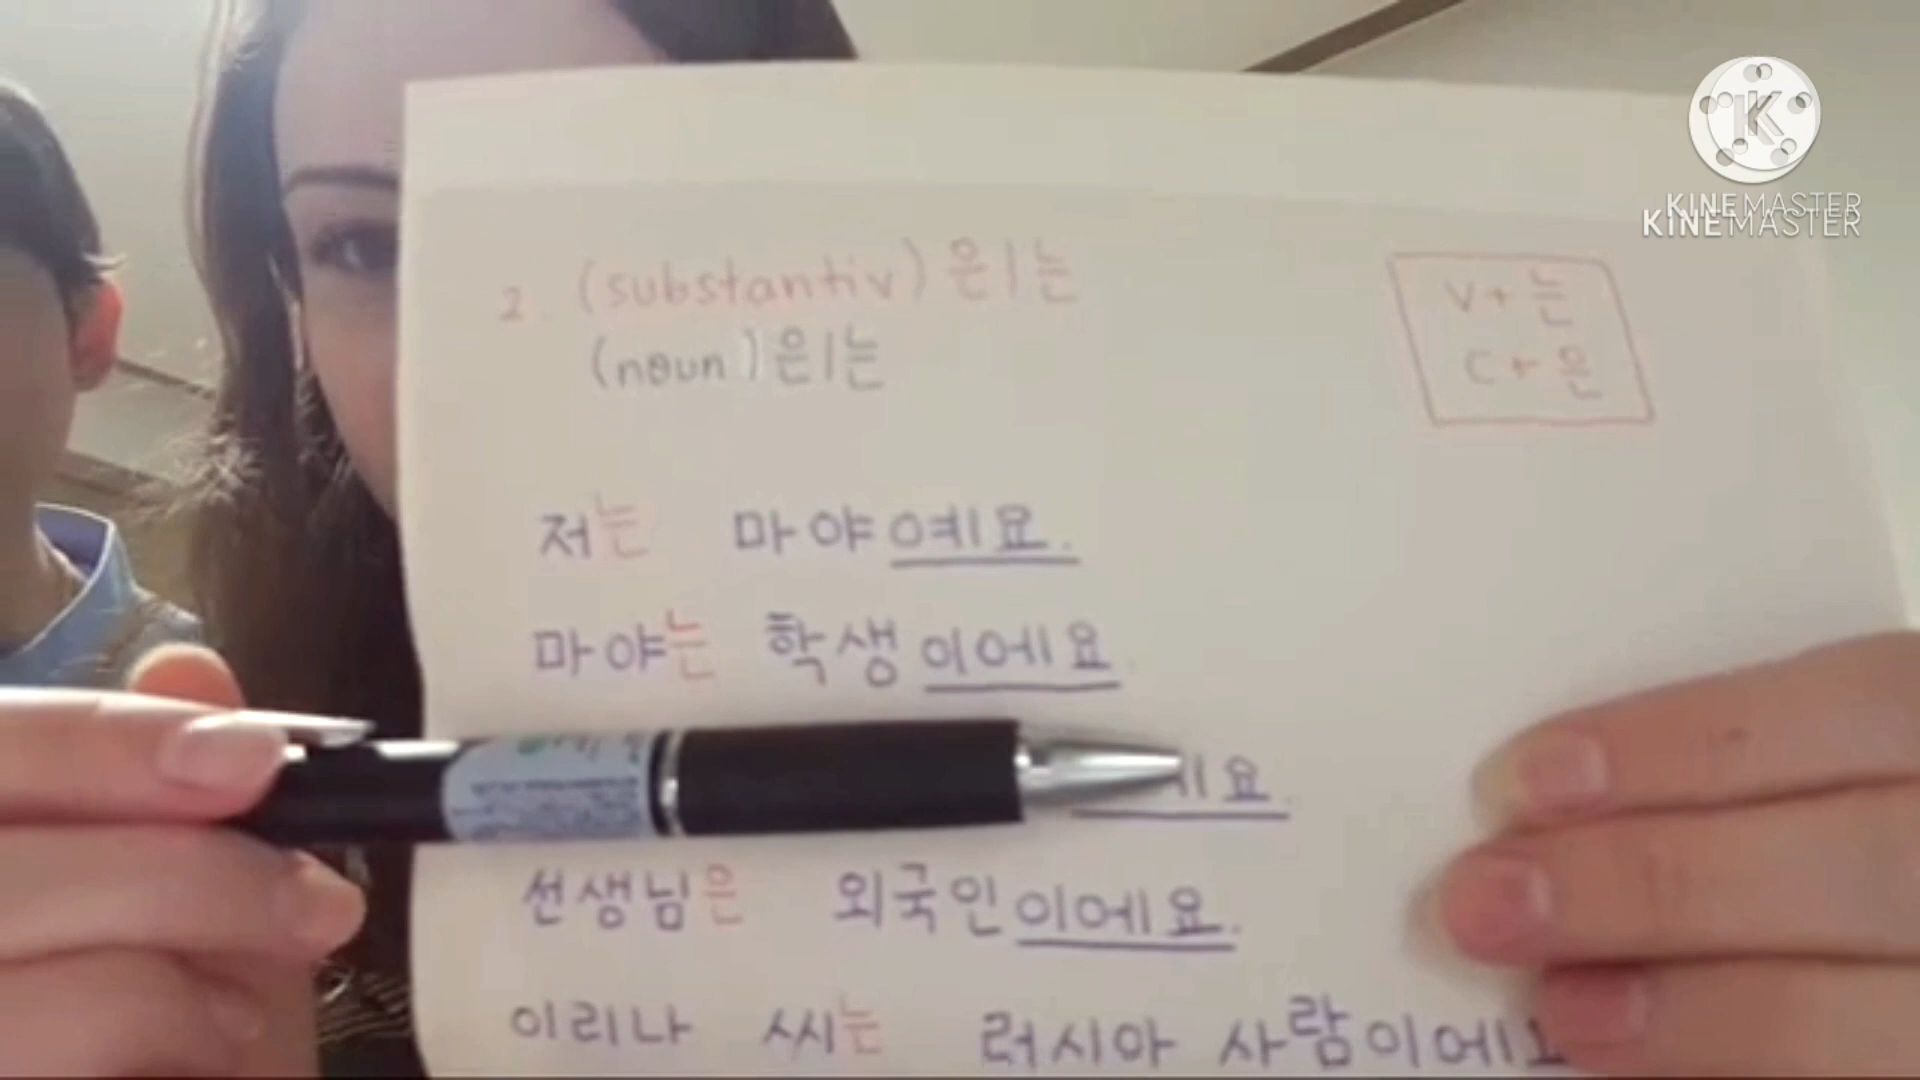 KINEMASTER
KINEMASTER
2. (substantiv) 은/는
(noun) 은/는
V + 는
C + 은
저는 마야예요.
마야는 학생이에요.
요.
선생님은 외국인이에요.
이리나 씨는 러시아 사람이에요